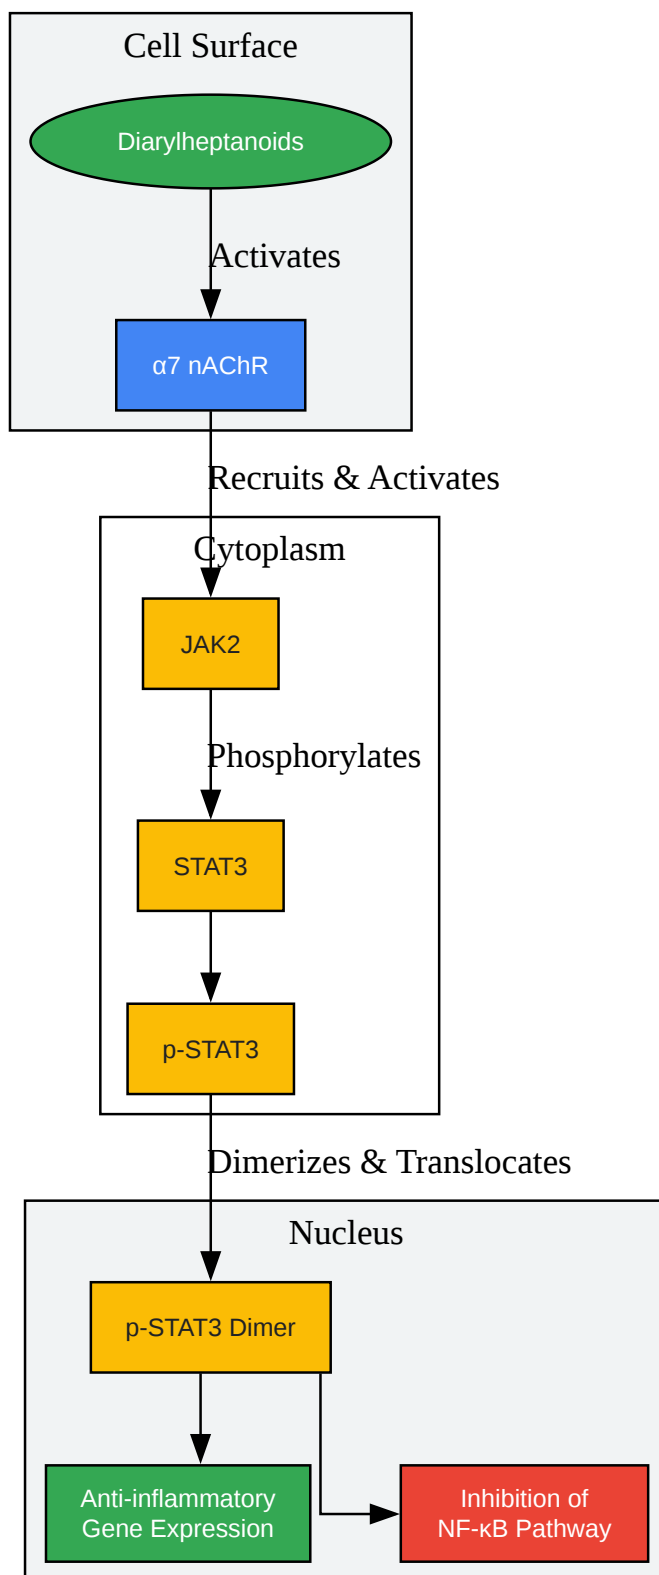 Cell Surface
Diarylheptanoids
Activates
α7 nAChR
Recruits & Activates
Cytoplasm
JAK2
Phosphorylates
STAT3
p-STAT3
Dimerizes & Translocates
Nucleus
p-STAT3 Dimer
Anti-inflammatory
Gene Expression
Inhibition of
NF-κB Pathway